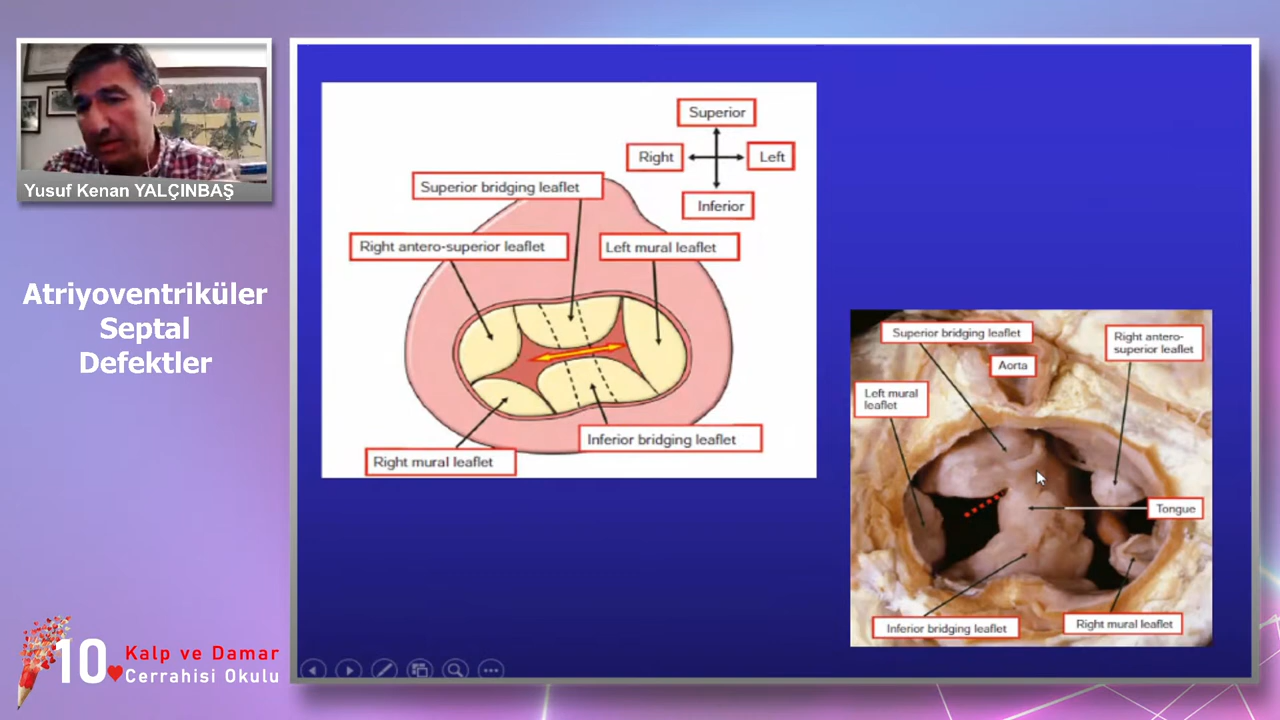 Yusuf Kenan YALÇINBAŞ
Atriyoventriküler
Septal
Defektler
10
Kalp ve Damar
Cerrahisi Okulu
Superior
Right
Left
Inferior
Superior bridging leaflet
Right antero-superior leaflet
Left mural leaflet
Inferior bridging leaflet
Right mural leaflet
Superior bridging leaflet
Right antero-
superior leaflet
Aorta
Left mural
leaflet
Tongue
Inferior bridging leaflet
Right mural leaflet